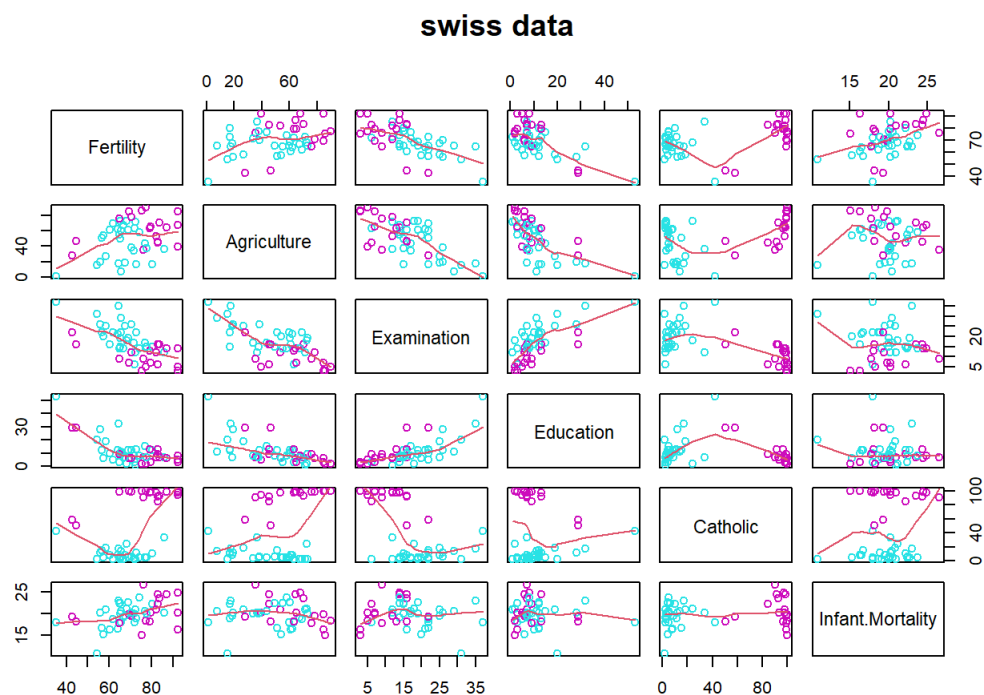 swiss data
0 20 60
0 20 40
15 20 25
Fertility
40 70
0 40
Agriculture
Examination
5 20
0 30
Education
Catholic
0 40 100
15 25
Infant.Mortality
40 60 80
5 15 25 35
0 40 80